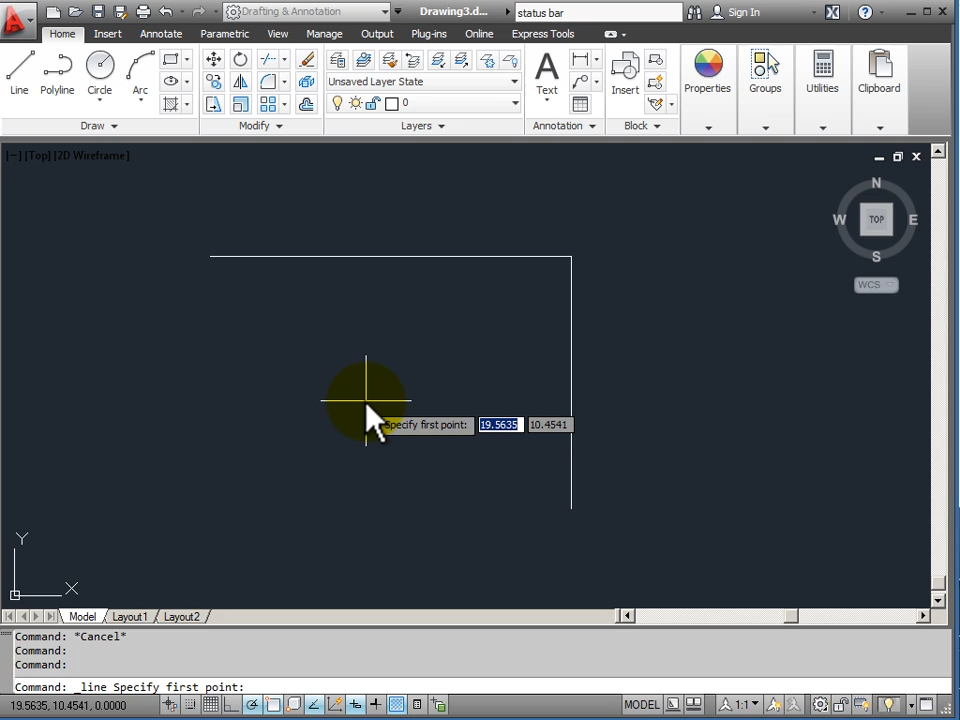 Drafting & Annotation Drawing3.d... status bar Sign In
Home Insert Annotate Parametric View Manage Output Plug-ins Online Express Tools
Unsaved Layer State
Line Polyline Circle Arc Text Insert Properties Groups Utilities Clipboard
0
Draw Modify Layers Annotation Block
[−] [Top] [2D Wireframe]
N
W TOP E
S
WCS
Specify first point: 19.5635 10.4541
Y
X
Model Layout1 Layout2
Command: *Cancel*
Command:
Command:
Command: _line Specify first point:
19.5635, 10.4541, 0.0000 MODEL 1:1